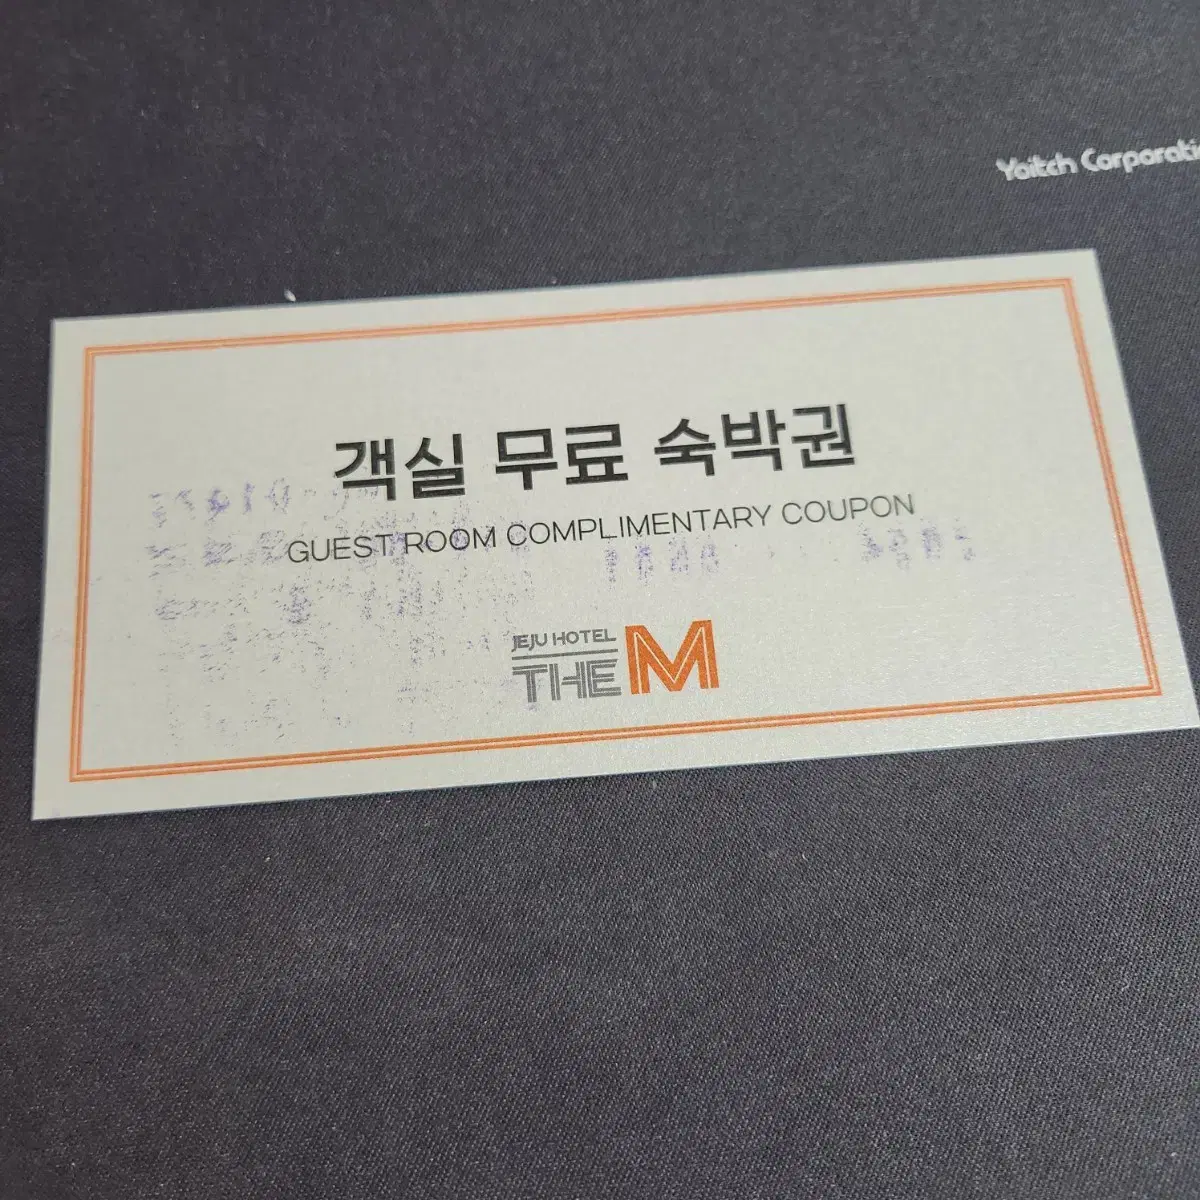 Yoitch Corporatio
객실 무료 숙박권
GUEST ROOM COMPLIMENTARY COUPON
JEJU HOTEL
THE M